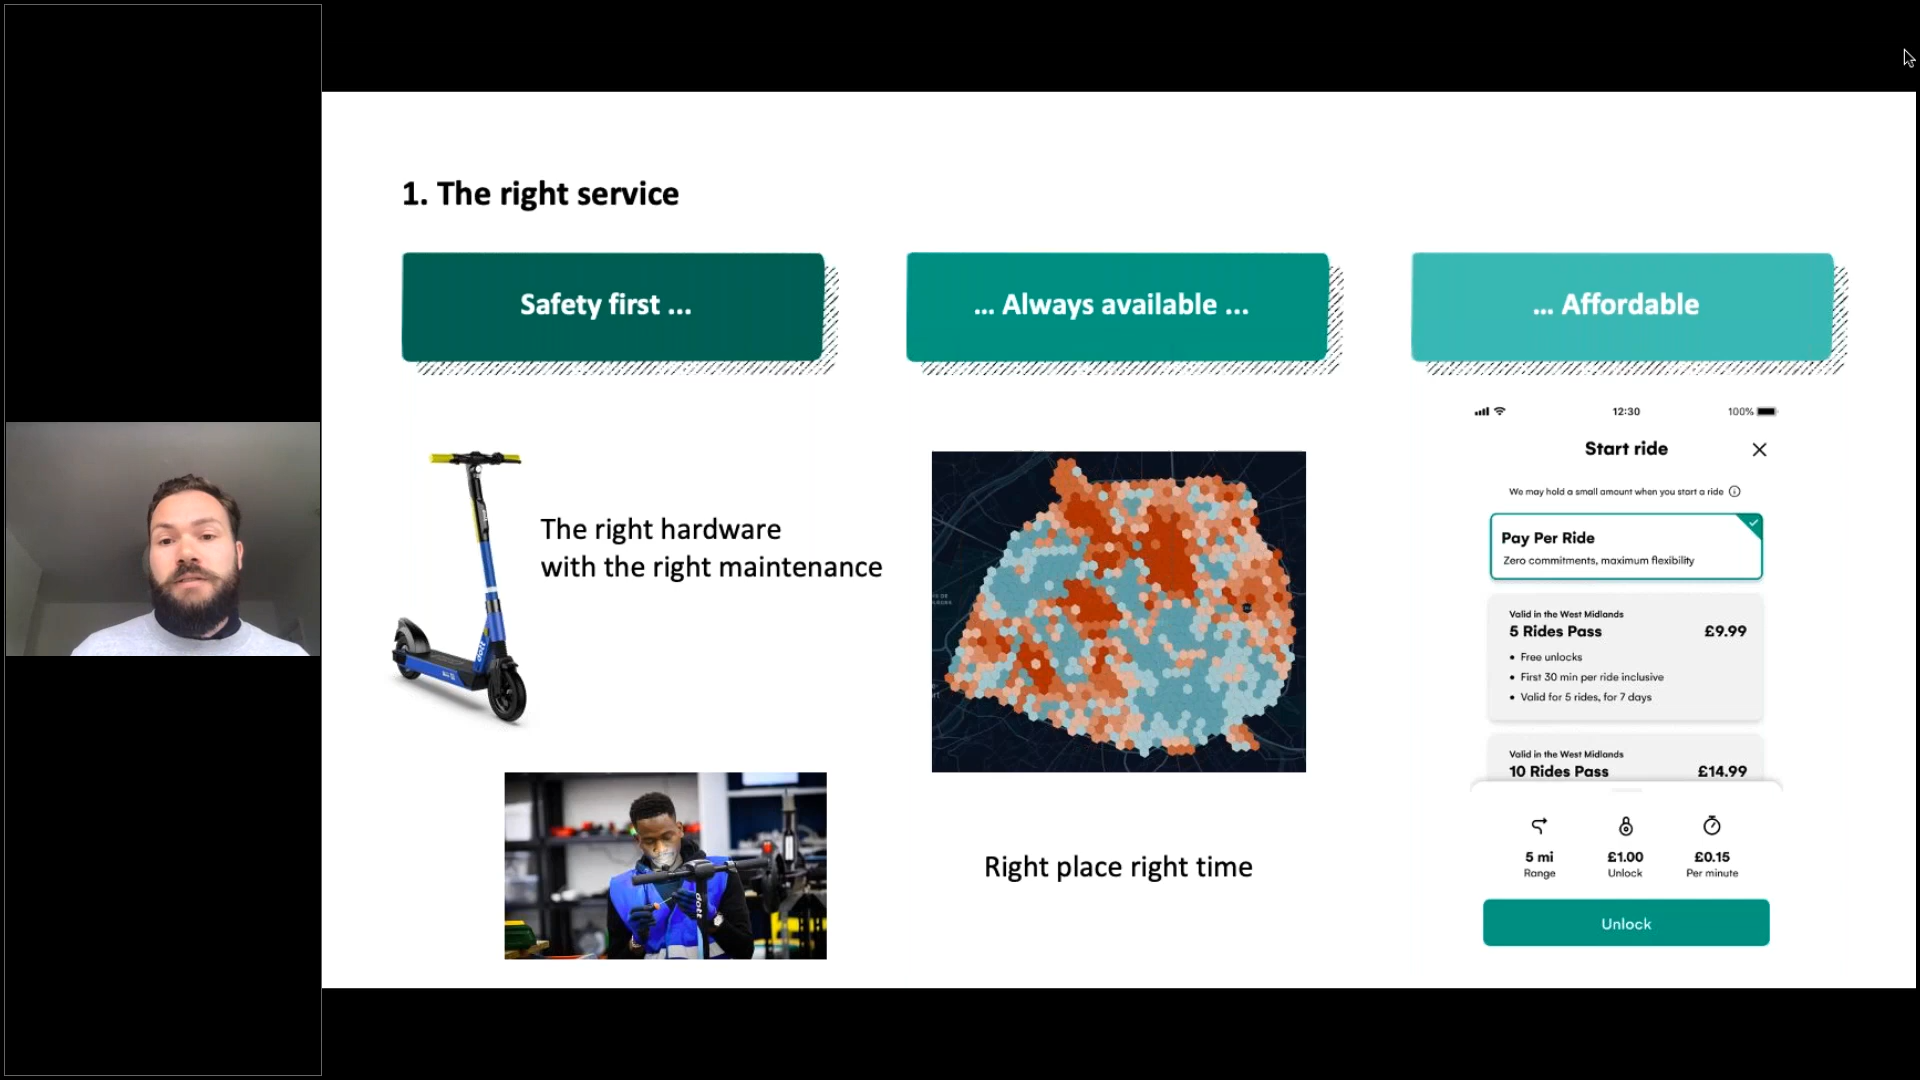 1. The right service
Safety first ...
... Always available ...
... Affordable
The right hardware
with the right maintenance
dott
dott
Right place right time
12:30
100%
Start ride
We may hold a small amount when you start a ride
Pay Per Ride
Zero commitments, maximum flexibility
Valid in the West Midlands
5 Rides Pass £9.99
• Free unlocks
• First 30 min per ride inclusive
• Valid for 5 rides, for 7 days
Valid in the West Midlands
10 Rides Pass £14.99
5 mi £1.00 £0.15
Range Unlock Per minute
Unlock